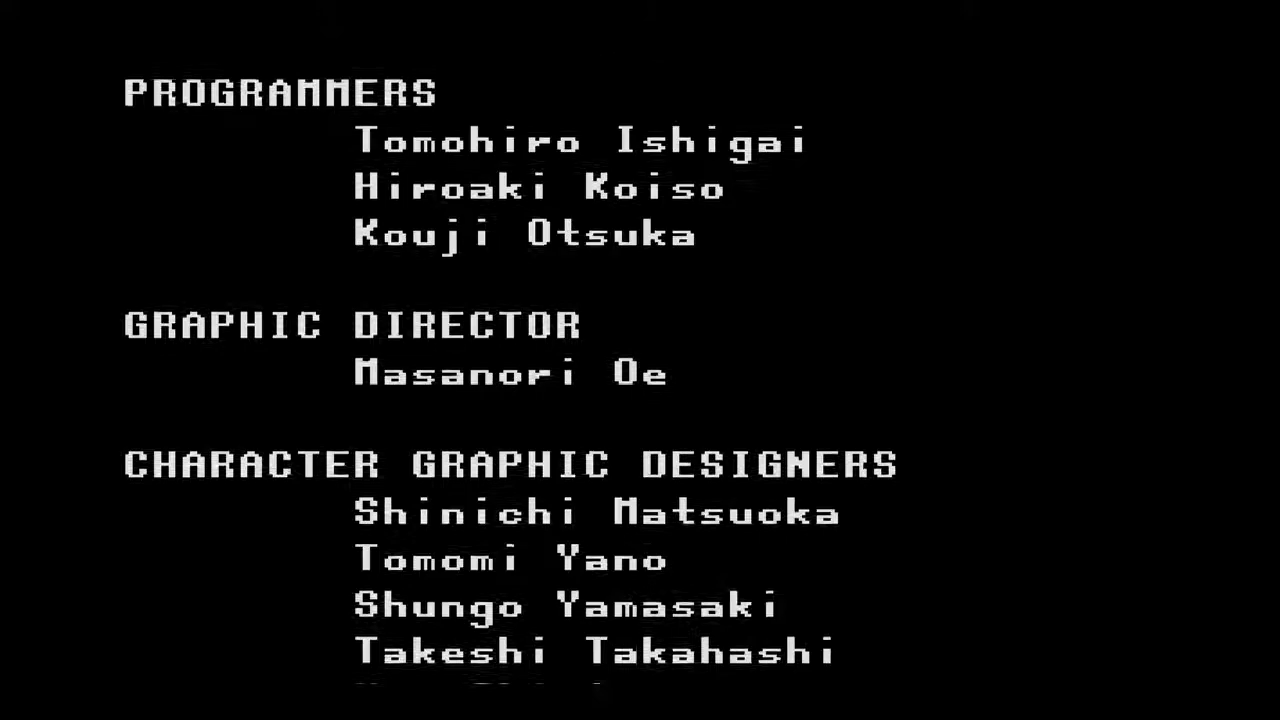 PROGRAMMERS
Tomohiro Ishigai
Hiroaki Koiso
Kouji Otsuka
GRAPHIC DIRECTOR
Masanori Oe
CHARACTER GRAPHIC DESIGNERS
Shinichi Matsuoka
Tomomi Yano
Shungo Yamasaki
Takeshi Takahashi